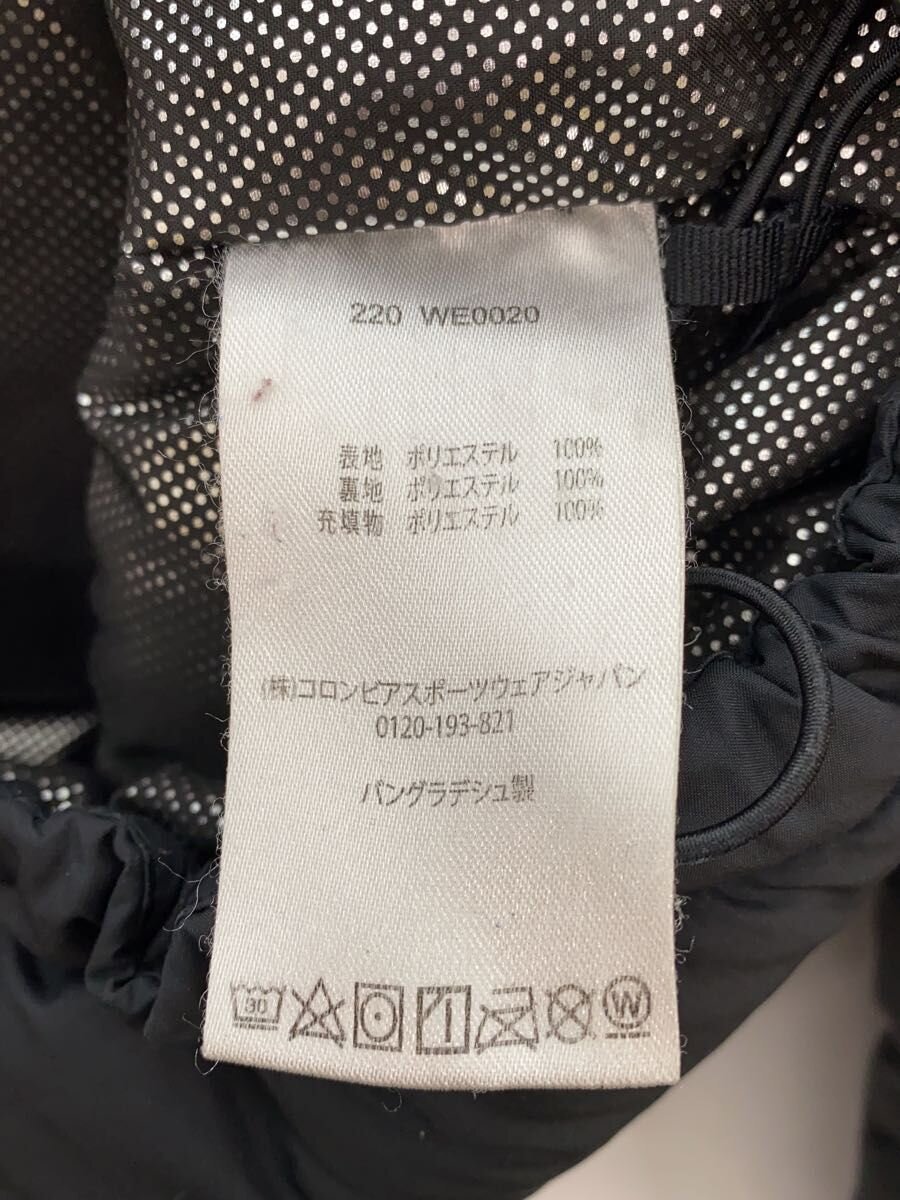 220 WE0020
表地 ポリエステル 100%
裏地 ポリエステル 100%
充填物 ポリエステル 100%
(株)コロンビアスポーツウェアジャパン
0120-193-821
バングラデシュ製
30 W